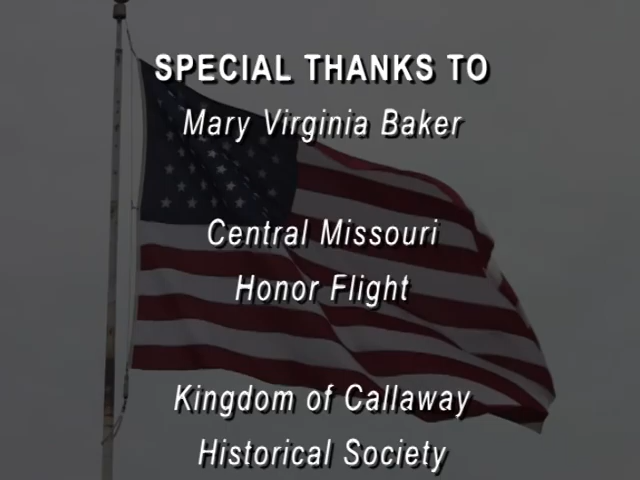 SPECIAL THANKS TO
Mary Virginia Baker
Central Missouri
Honor Flight
Kingdom of Callaway
Historical Society